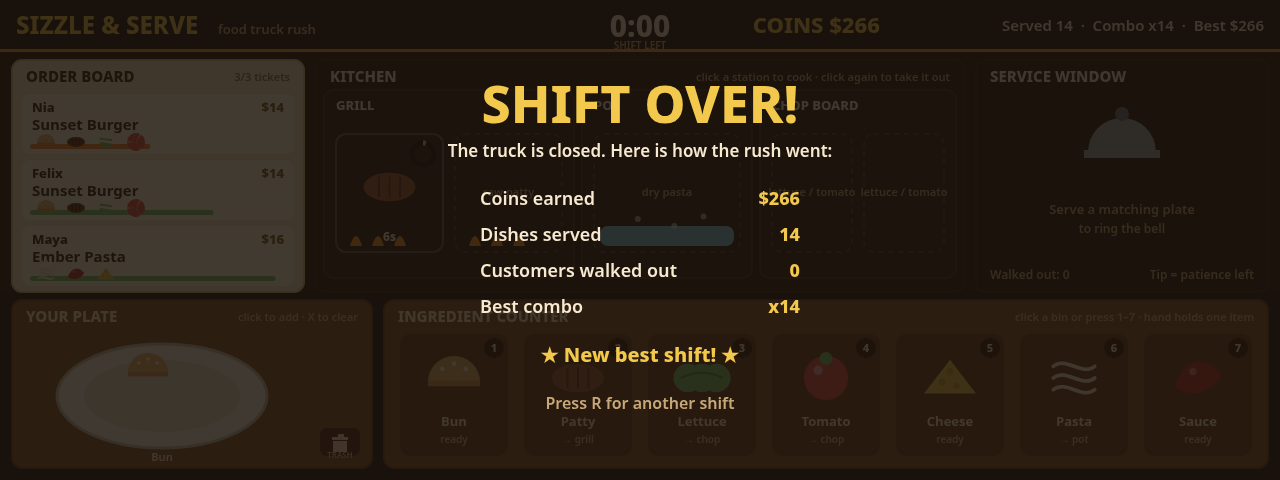 SIZZLE & SERVE food truck rush
0:00
SHIFT LEFT
COINS $266
Served 14 · Combo x14 · Best $266
ORDER BOARD 3/3 tickets
Nia $14
Sunset Burger
Felix $14
Sunset Burger
Maya $16
Ember Pasta
KITCHEN click a station to cook · click again to take it out
GRILL
6s
dry pasta
CHOP BOARD
lettuce / tomato
lettuce / tomato
SERVICE WINDOW
Serve a matching plate
to ring the bell
Walked out: 0 Tip = patience left
SHIFT OVER!
The truck is closed. Here is how the rush went:
Coins earned $266
Dishes served 14
Customers walked out 0
Best combo x14
★ New best shift! ★
Press R for another shift
YOUR PLATE click to add · X to clear
Bun
TRASH
INGREDIENT COUNTER click a bin or press 1–7 · hand holds one item
1
Bun
ready
Patty
→ grill
3
Lettuce
→ chop
4
Tomato
→ chop
5
Cheese
ready
6
Pasta
→ pot
7
Sauce
ready